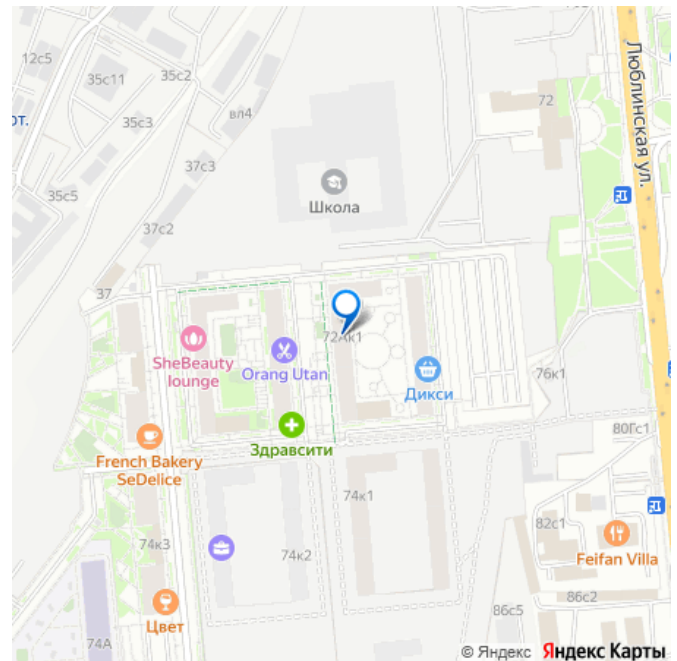 12с5
35с11
35с2
вл4
72
Люблинская ул.
от.
35с3
37с3
35с5
Школа
37с2
37
72Ак1
SheBeauty
lounge
Orang Utan
Дикси
76к1
Здравсити
80Гс1
French Bakery
SeDelice
74к1
82с1
74к3
74к2
Feifan Villa
86с5
86с2
Цвет
74А
© Яндекс Яндекс Карты